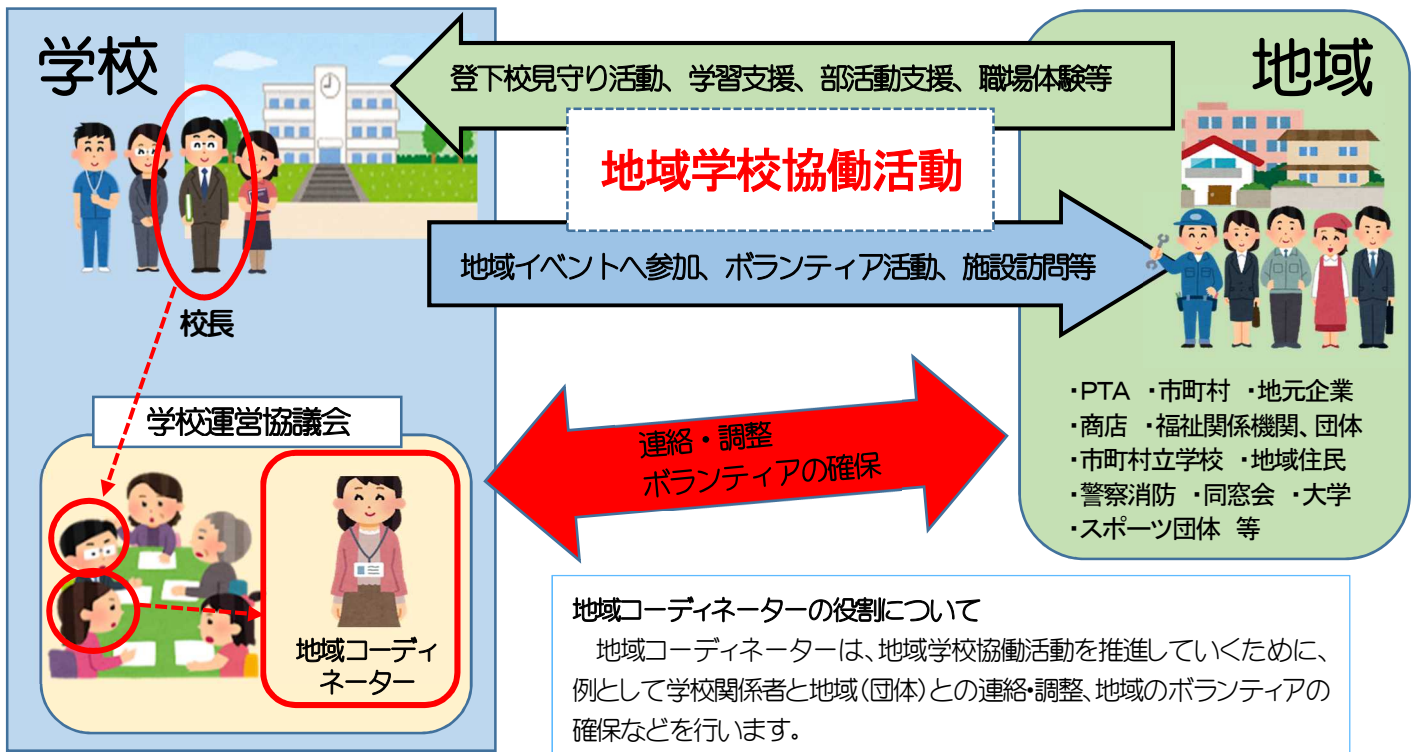 学校
地域
登下校見守り活動、学習支援、部活動支援、職場体験等
地域学校協働活動
地域イベントへ参加、ボランティア活動、施設訪問等
校長
学校運営協議会
地域コーディ
ネーター
連絡・調整
ボランティアの確保
・PTA ・市町村 ・地元企業
・商店 ・福祉関係機関、団体
・市町村立学校 ・地域住民
・警察消防 ・同窓会 ・大学
・スポーツ団体 等
地域コーディネーターの役割について
地域コーディネーターは、地域学校協働活動を推進していくために、
例として学校関係者と地域(団体)との連絡・調整、地域のボランティアの
確保などを行います。